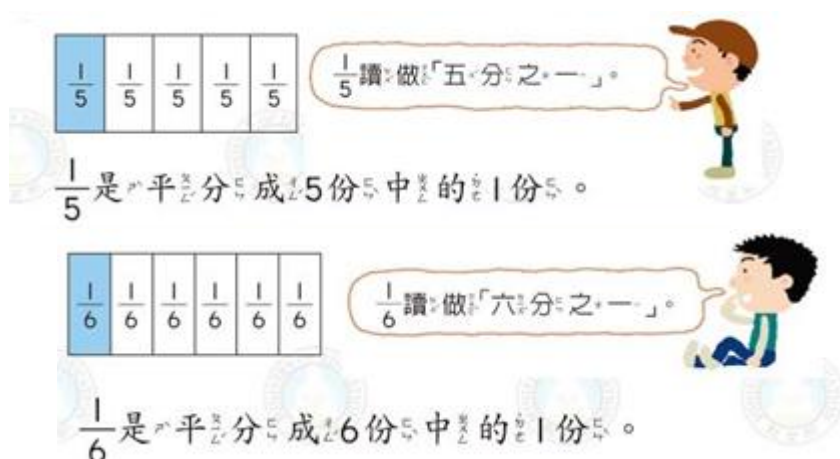 1/5 1/5 1/5 1/5 1/5
1/5讀做「五分之一」。
1/5是平分成5份中的1份。
1/6 1/6 1/6 1/6 1/6 1/6
1/6讀做「六分之一」。
1/6是平分成6份中的1份。